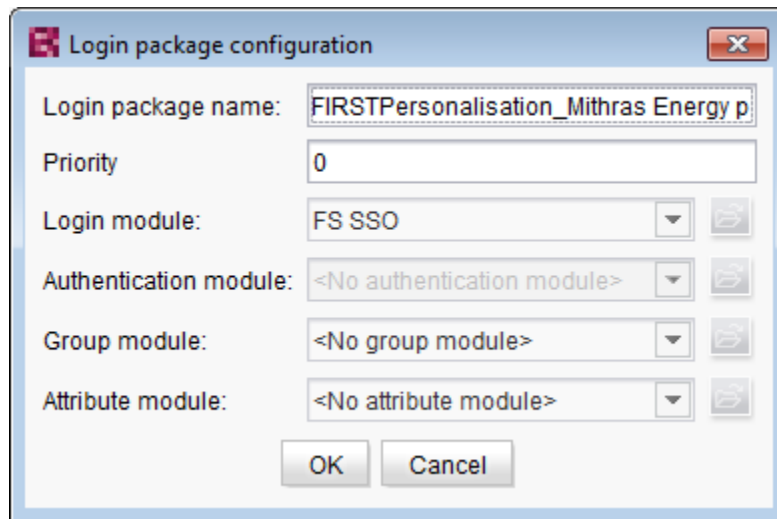 Login package configuration
Login package name: FIRSTPersonalisation_Mithras Energy p
Priority 0
Login module: FS SSO
Authentication module: <No authentication module>
Group module: <No group module>
Attribute module: <No attribute module>
OK Cancel